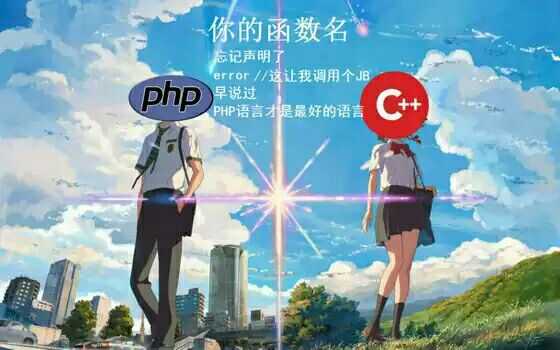 你的函数名
忘记声明了
error //这让我调用个JB
早说过
PHP语言才是最好的语言
php
C++